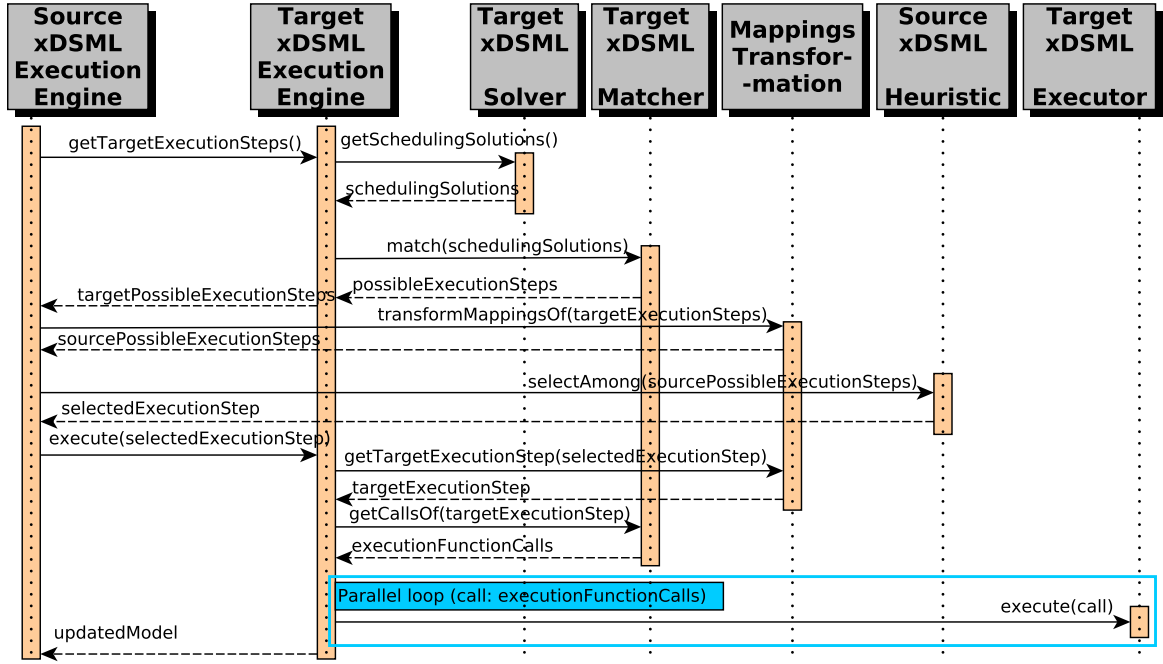 Source
xDSML
Execution
Engine
Target
xDSML
Execution
Engine
Target
xDSML
Solver
Target
xDSML
Matcher
Mappings
Transfor-
-mation
Source
xDSML
Heuristic
Target
xDSML
Executor
getTargetExecutionSteps()
getSchedulingSolutions()
schedulingSolutions
match(schedulingSolutions)
possibleExecutionSteps
targetPossibleExecutionSteps
transformMappingsOf(targetExecutionSteps)
sourcePossibleExecutionSteps
selectAmong(sourcePossibleExecutionSteps)
selectedExecutionStep
execute(selectedExecutionStep)
getTargetExecutionStep(selectedExecutionStep)
targetExecutionStep
getCallsOf(targetExecutionStep)
executionFunctionCalls
Parallel loop (call: executionFunctionCalls)
execute(call)
updatedModel